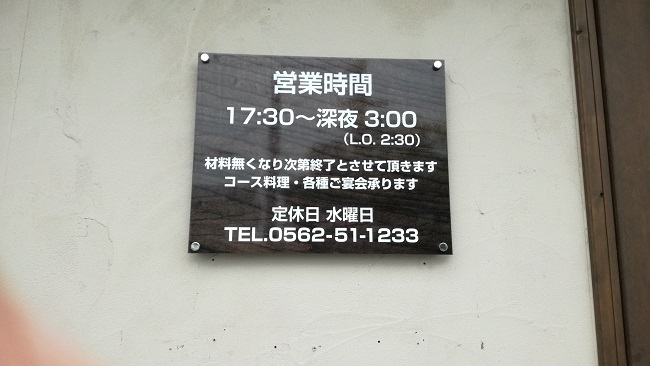 営業時間
17:30〜深夜 3:00
(L.O. 2:30)
材料無くなり次第終了とさせて頂きます
コース料理・各種ご宴会承ります
定休日 水曜日
TEL.0562-51-1233